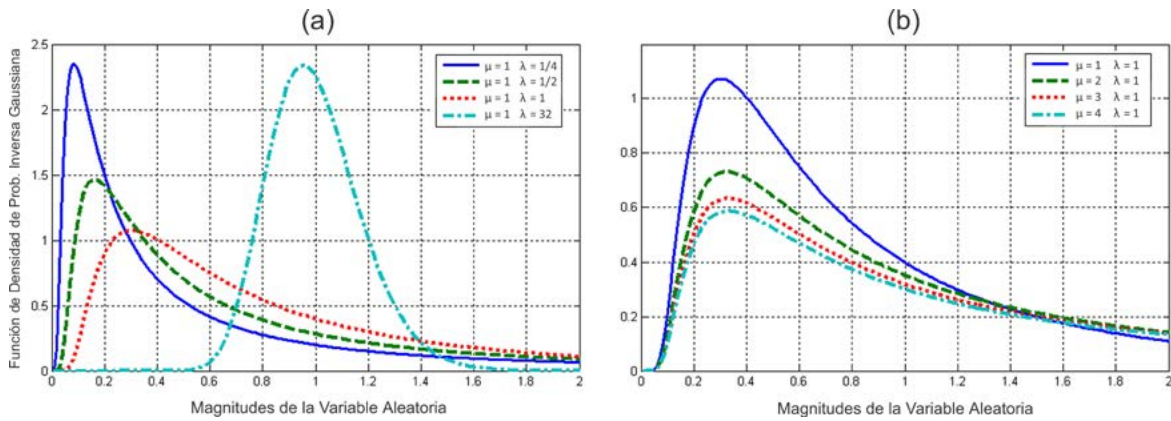 (a)
Función de Densidad de Prob. Inversa Gaussiana
2.5
2
1.5
1
0.5
0
0 0.2 0.4 0.6 0.8 1 1.2 1.4 1.6 1.8 2
μ = 1 λ = 1/4
μ = 1 λ = 1/2
μ = 1 λ = 1
μ = 1 λ = 32
Magnitudes de la Variable Aleatoria
(b)
1
0.8
0.6
0.4
0.2
0
0 0.2 0.4 0.6 0.8 1 1.2 1.4 1.6 1.8 2
μ = 1 λ = 1
μ = 2 λ = 1
μ = 3 λ = 1
μ = 4 λ = 1
Magnitudes de la Variable Aleatoria